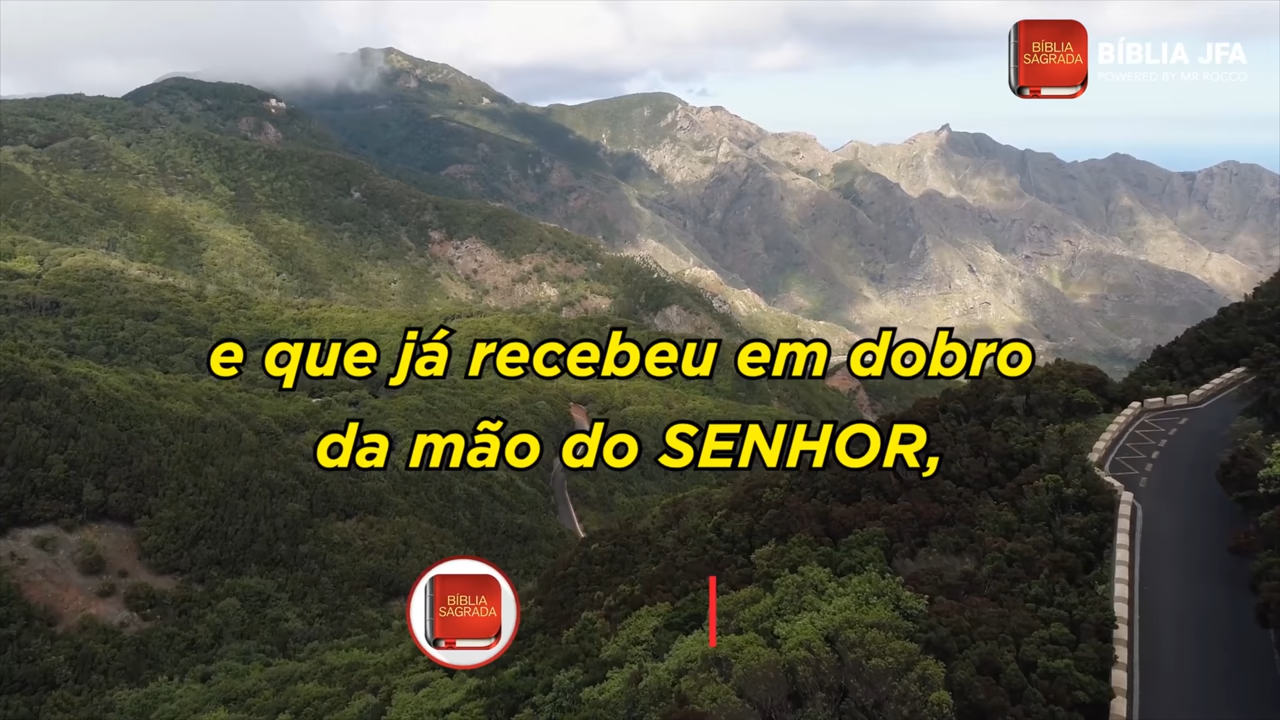 BÍBLIA
SAGRADA
BÍBLIA JFA
POWERED BY MR ROCCO
e que já recebeu em dobro
da mão do SENHOR,
BÍBLIA
SAGRADA